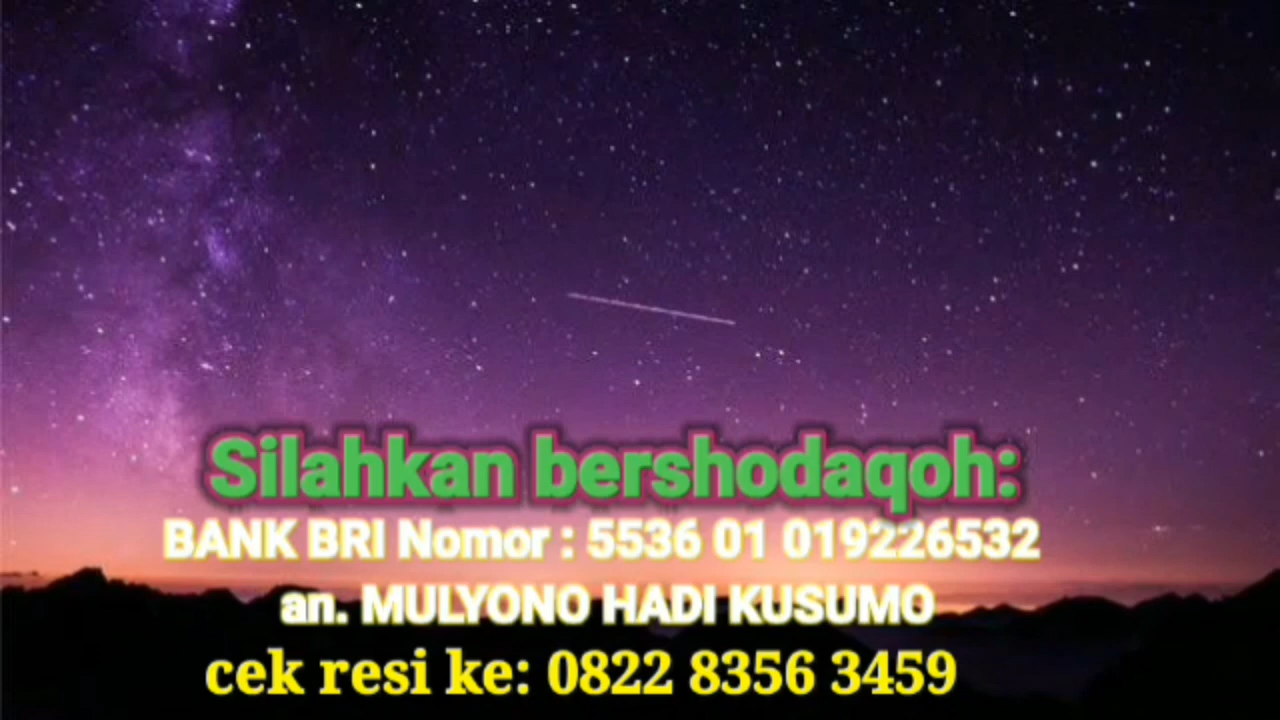 Silahkan bershodaqoh:
BANK BRI Nomor : 5536 01 019226532
an. MULYONO HADI KUSUMO
cek resi ke: 0822 8356 3459